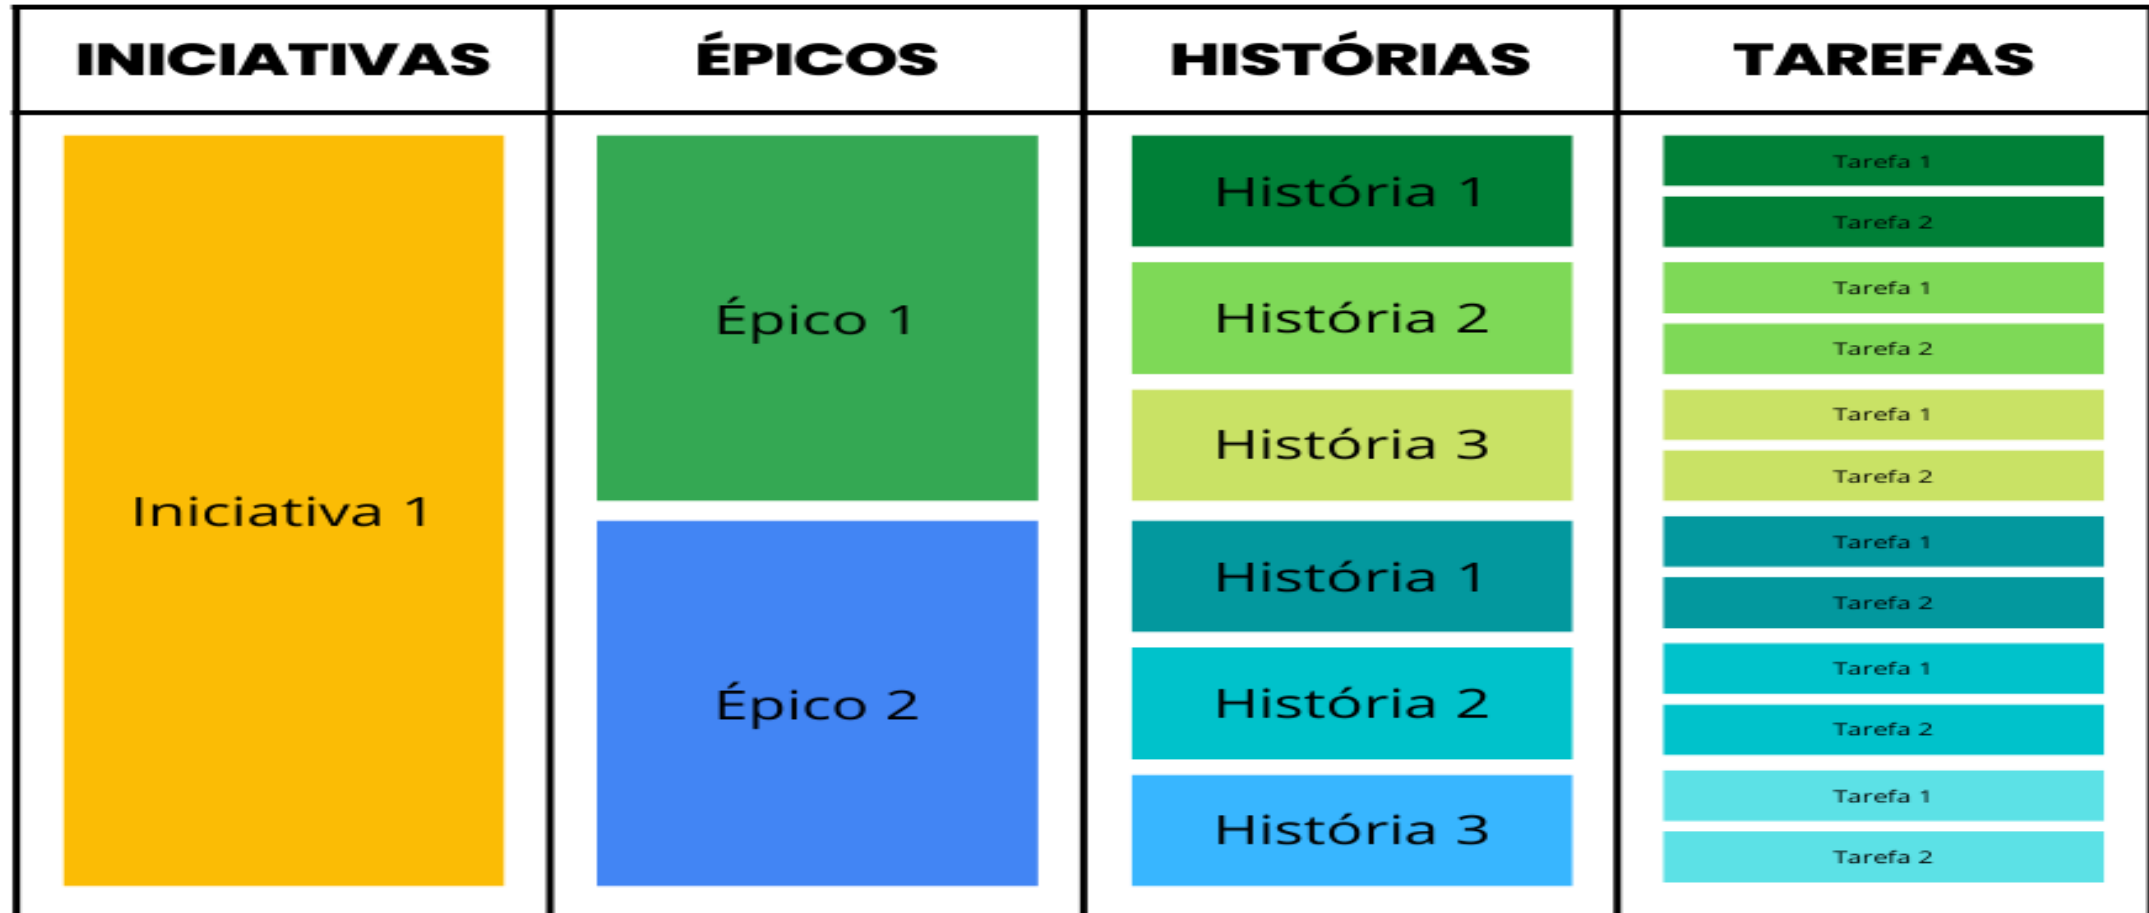 INICIATIVAS
ÉPICOS
HISTÓRIAS
TAREFAS
Iniciativa 1
Épico 1
Épico 2
História 1
História 2
História 3
História 1
História 2
História 3
Tarefa 1
Tarefa 2
Tarefa 1
Tarefa 2
Tarefa 1
Tarefa 2
Tarefa 1
Tarefa 2
Tarefa 1
Tarefa 2
Tarefa 1
Tarefa 2